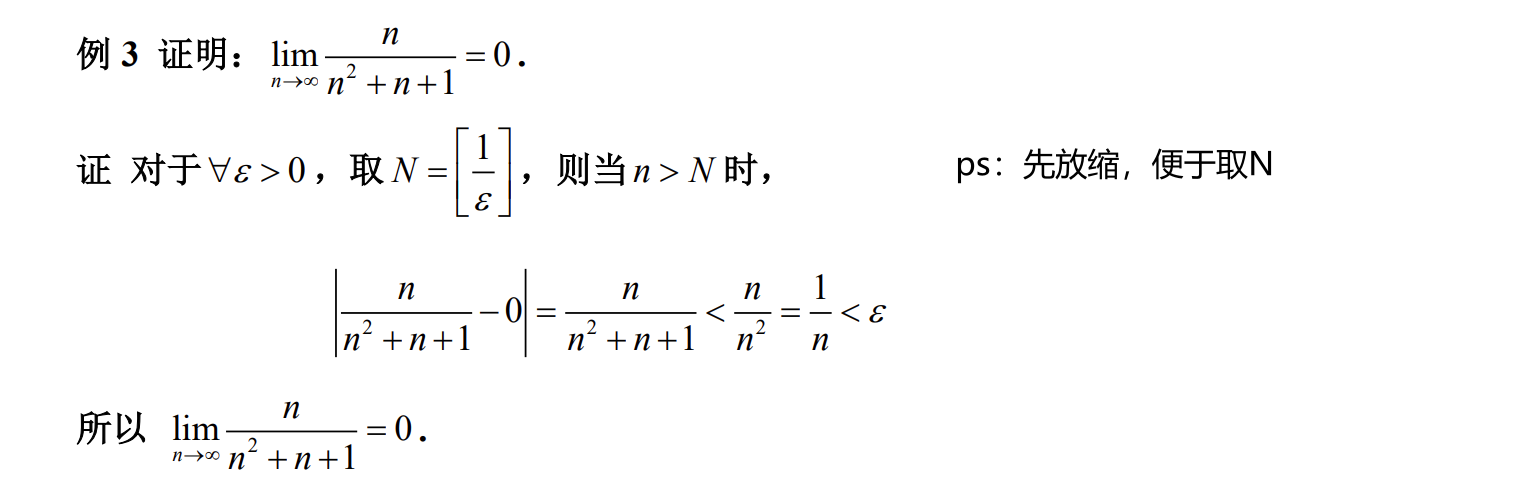 例 3 证明：$\lim_{n \to \infty} \frac{n}{n^2+n+1} = 0$．
证 对于 $\forall \varepsilon > 0$，取 $N = \left[ \frac{1}{\varepsilon} \right]$，则当 $n > N$ 时， ps：先放缩，便于取N
$\left| \frac{n}{n^2+n+1} - 0 \right| = \frac{n}{n^2+n+1} < \frac{n}{n^2} = \frac{1}{n} < \varepsilon$
所以 $\lim_{n \to \infty} \frac{n}{n^2+n+1} = 0$．